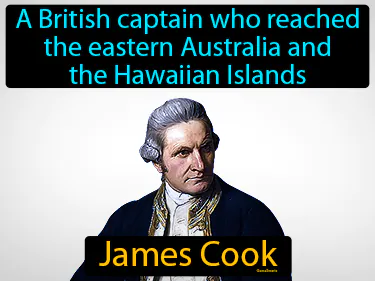 A British captain who reached
the eastern Australia and
the Hawaiian Islands
James Cook